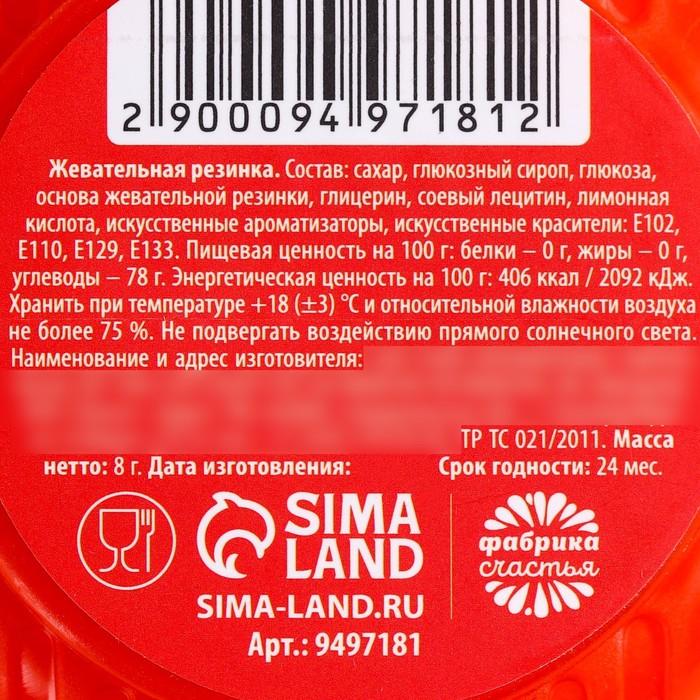 2 900094 971812
Жевательная резинка. Состав: сахар, глюкозный сироп, глюкоза,
основа жевательной резинки, глицерин, соевый лецитин, лимонная
кислота, искусственные ароматизаторы, искусственные красители: Е102,
Е110, Е129, Е133. Пищевая ценность на 100 г: белки – 0 г, жиры – 0 г,
углеводы – 78 г. Энергетическая ценность на 100 г: 406 ккал / 2092 кДж.
Хранить при температуре +18 (±3) °С и относительной влажности воздуха
не более 75 %. Не подвергать воздействию прямого солнечного света.
Наименование и адрес изготовителя:
ТР ТС 021/2011. Масса
нетто: 8 г. Дата изготовления: Срок годности: 24 мес.
SIMA
LAND
фабрика
счастья
SIMA-LAND.RU
Арт.: 9497181